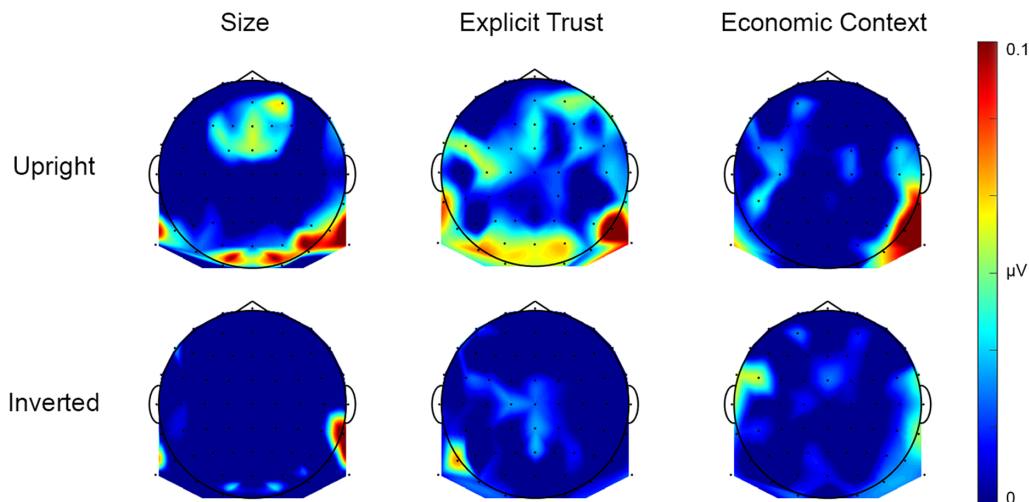 Size Explicit Trust Economic Context
0.1
Upright
µV
Inverted
0